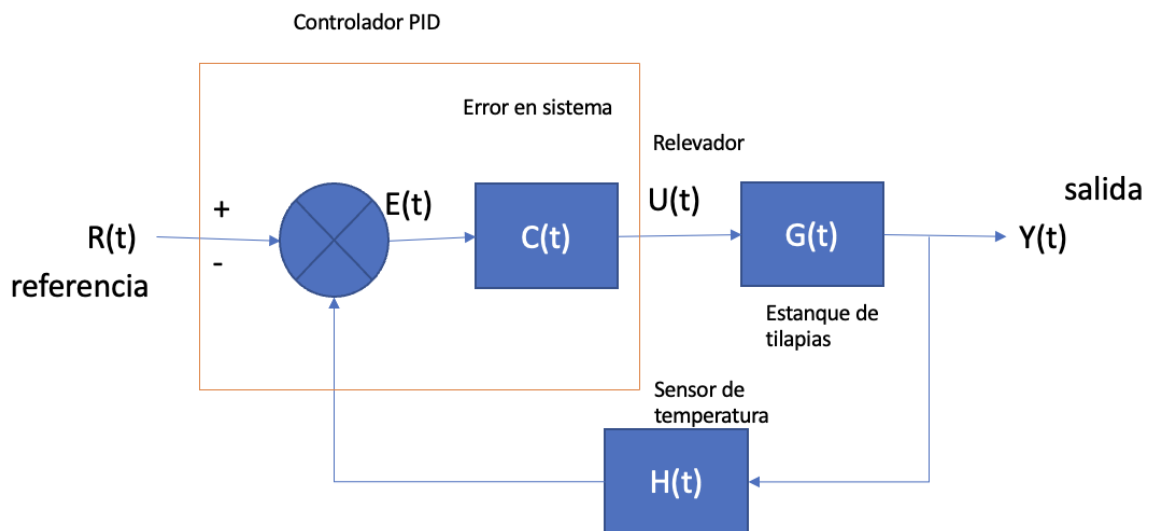 Controlador PID
Error en sistema
Relevador
+
E(t)
U(t)
salida
R(t)
C(t)
G(t)
Y(t)
-
referencia
Estanque de
tilapias
Sensor de
temperatura
H(t)